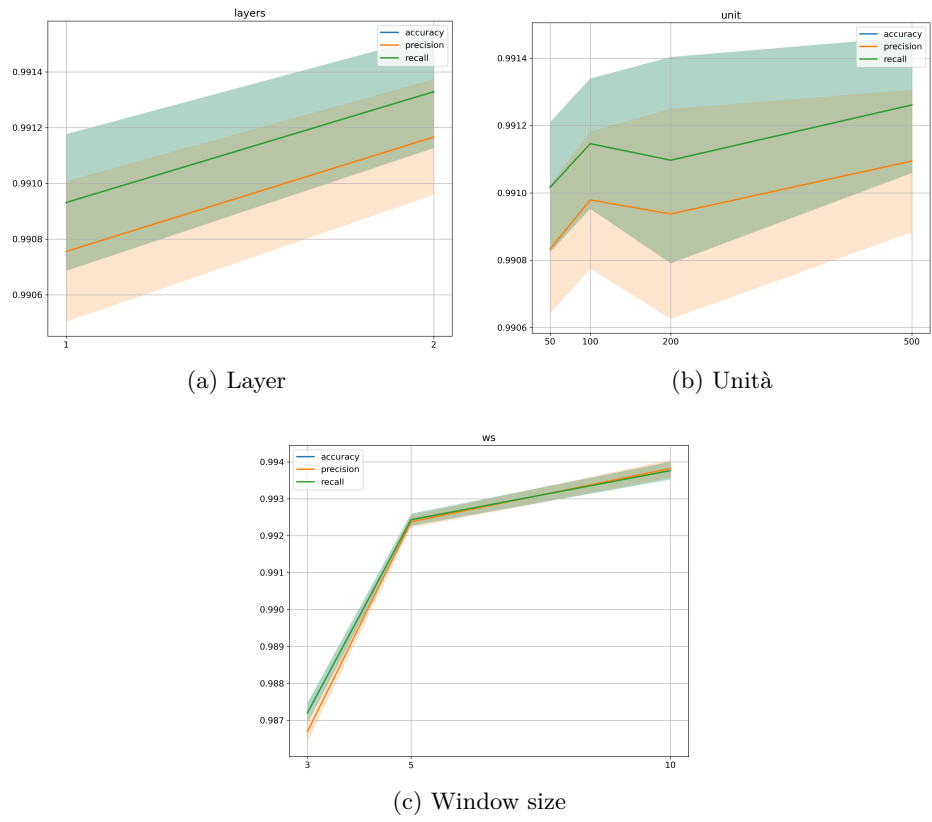 layers
accuracy
precision
recall
0.9914
0.9912
0.9910
0.9908
0.9906
1
2
(a) Layer
unit
accuracy
precision
recall
0.9914
0.9912
0.9910
0.9908
0.9906
50
100
200
500
(b) Unità
ws
accuracy
precision
recall
0.994
0.993
0.992
0.991
0.990
0.989
0.988
0.987
3
5
10
(c) Window size